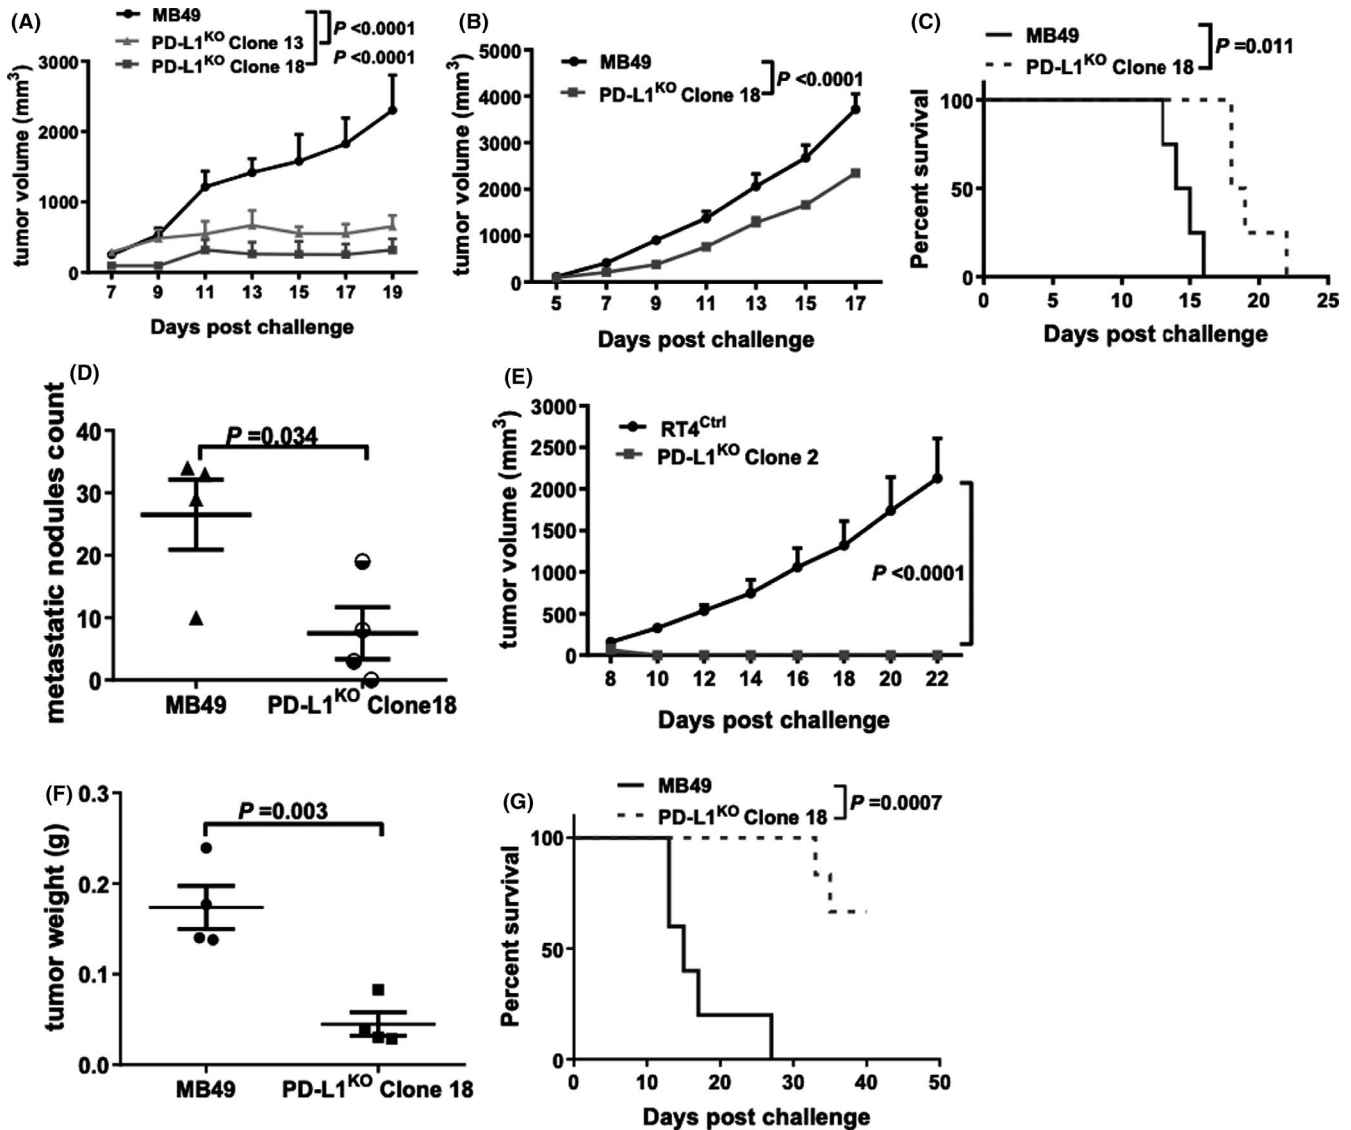 (A)
MB49
PD-L1KO Clone 13
PD-L1KO Clone 18
P <0.0001
P <0.0001
tumor volume (mm3)
3000
2000
1000
0
7 9 11 13 15 17 19
Days post challenge
(B)
MB49
PD-L1KO Clone 18
P <0.0001
tumor volume (mm3)
5000
4000
3000
2000
1000
0
5 7 9 11 13 15 17
Days post challenge
(C)
MB49
PD-L1KO Clone 18
P =0.011
Percent survival
100
50
0
0 5 10 15 20 25
Days post challenge
(D)
P =0.034
metastatic nodules count
40
30
20
10
0
MB49 PD-L1KO Clone18
(E)
RT4Ctrl
PD-L1KO Clone 2
P <0.0001
tumor volume (mm3)
3000
2500
2000
1500
1000
500
0
8 10 12 14 16 18 20 22
Days post challenge
(F)
P =0.003
tumor weight (g)
0.3
0.2
0.1
0.0
MB49 PD-L1KO Clone 18
(G)
MB49
PD-L1KO Clone 18
P =0.0007
Percent survival
100
50
0
0 10 20 30 40 50
Days post challenge